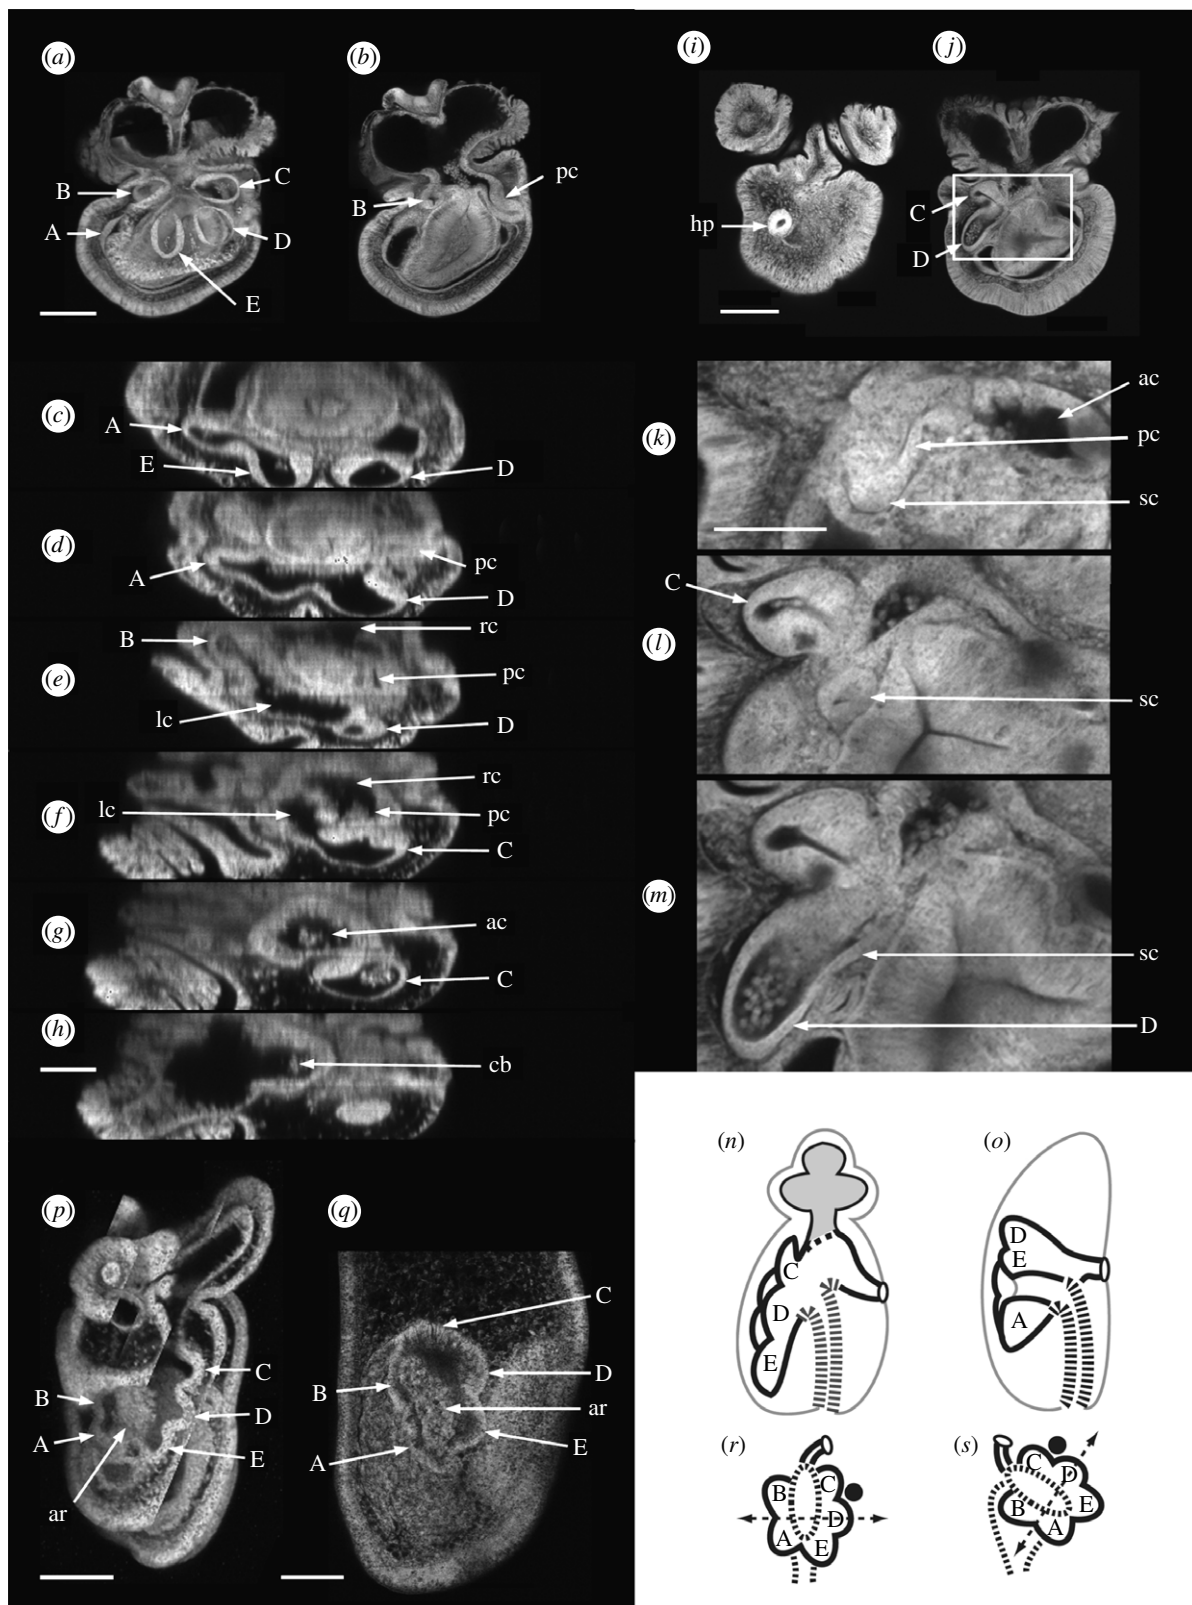 (a)
(b)
(i)
(j)
B
C
pc
B
A
D
E
hp
C
D
(c)
A
E
D
(k)
ac
pc
sc
(d)
A
pc
D
(e)
B
rc
pc
lc
D
(l)
C
sc
(f)
lc
rc
pc
C
(g)
ac
C
(m)
sc
D
(h)
cb
(n)
C
D
E
(o)
D
E
A
(p)
B
A
ar
C
D
E
(q)
C
D
B
ar
A
E
(r)
B
C
D
A
E
(s)
C
D
B
E
A